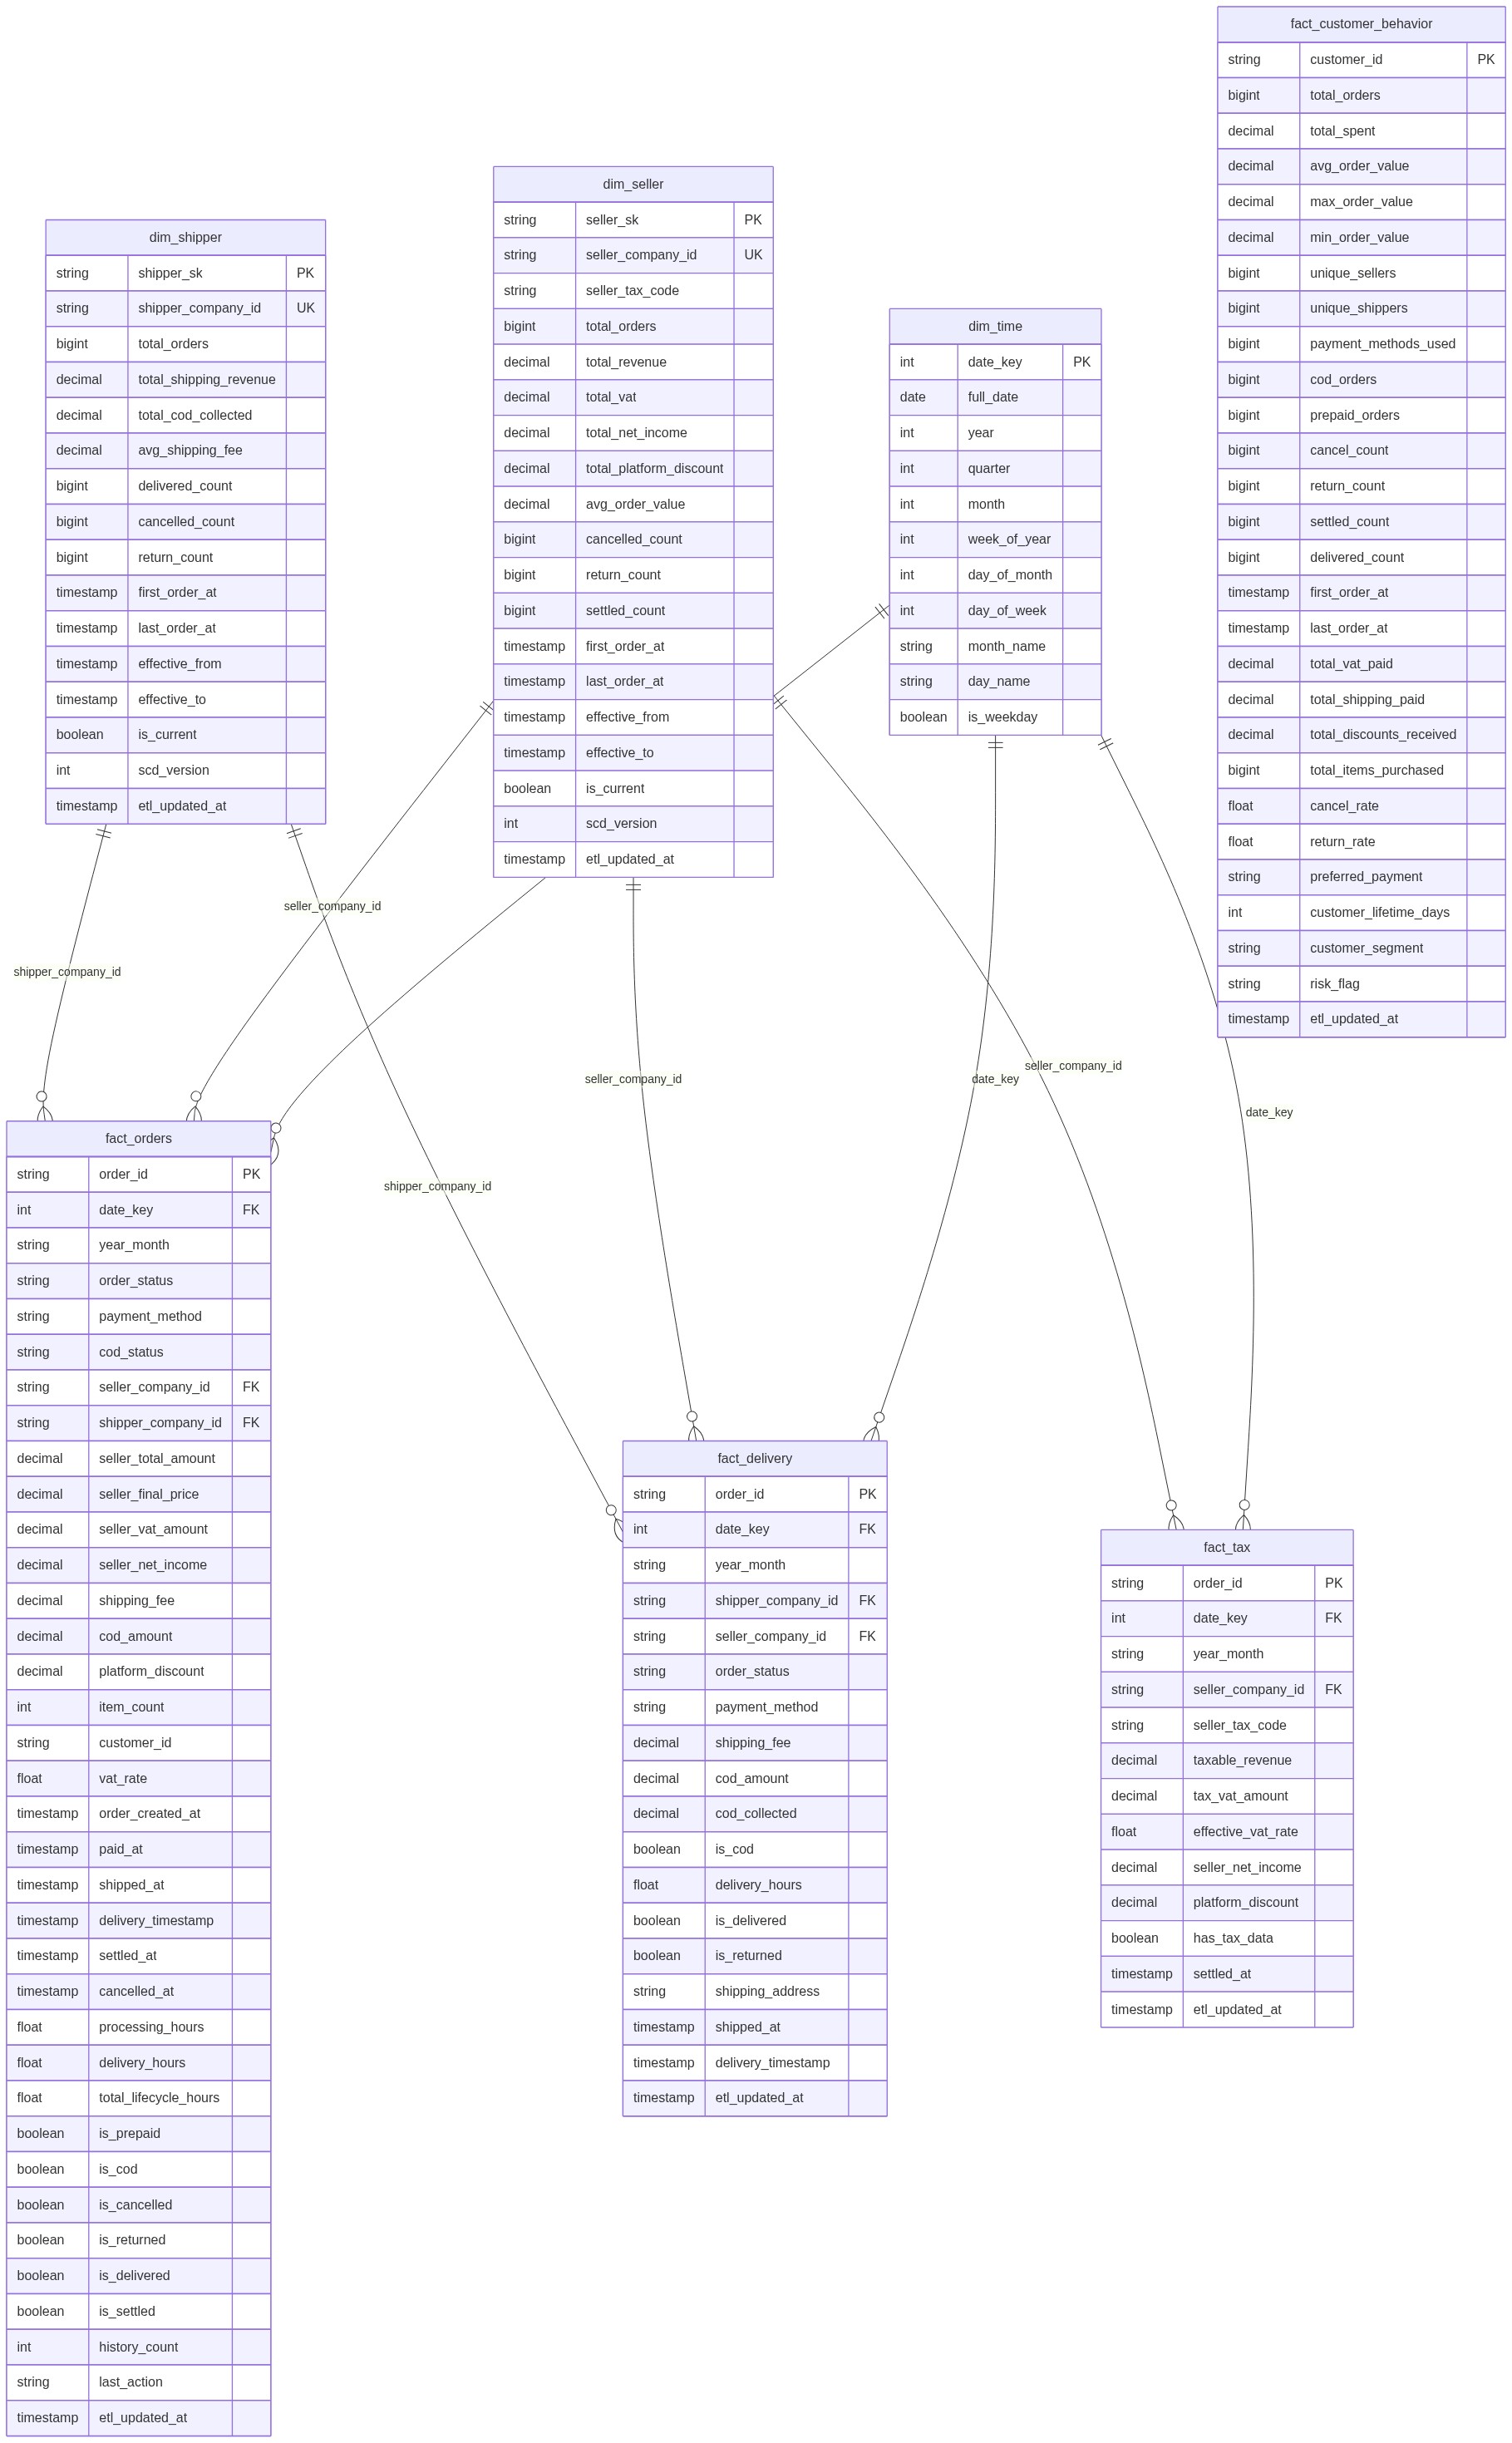 fact_customer_behavior
string customer_id PK
bigint total_orders
decimal total_spent
decimal avg_order_value
decimal max_order_value
decimal min_order_value
bigint unique_sellers
bigint unique_shippers
bigint payment_methods_used
bigint cod_orders
bigint prepaid_orders
bigint cancel_count
bigint return_count
bigint settled_count
bigint delivered_count
timestamp first_order_at
timestamp last_order_at
decimal total_vat_paid
decimal total_shipping_paid
decimal total_discounts_received
bigint total_items_purchased
float cancel_rate
float return_rate
string preferred_payment
int customer_lifetime_days
string customer_segment
string risk_flag
timestamp etl_updated_at
dim_seller
string seller_sk PK
string seller_company_id UK
string seller_tax_code
bigint total_orders
decimal total_revenue
decimal total_vat
decimal total_net_income
decimal total_platform_discount
decimal avg_order_value
bigint cancelled_count
bigint return_count
bigint settled_count
timestamp first_order_at
timestamp last_order_at
timestamp effective_from
timestamp effective_to
boolean is_current
int scd_version
timestamp etl_updated_at
dim_shipper
string shipper_sk PK
string shipper_company_id UK
bigint total_orders
decimal total_shipping_revenue
decimal total_cod_collected
decimal avg_shipping_fee
bigint delivered_count
bigint cancelled_count
bigint return_count
timestamp first_order_at
timestamp last_order_at
timestamp effective_from
timestamp effective_to
boolean is_current
int scd_version
timestamp etl_updated_at
dim_time
int date_key PK
date full_date
int year
int quarter
int month
int week_of_year
int day_of_month
int day_of_week
string month_name
string day_name
boolean is_weekday
seller_company_id
shipper_company_id
seller_company_id
date_key
seller_company_id
date_key
shipper_company_id
fact_orders
string order_id PK
int date_key FK
string year_month
string order_status
string payment_method
string cod_status
string seller_company_id FK
string shipper_company_id FK
decimal seller_total_amount
decimal seller_final_price
decimal seller_vat_amount
decimal seller_net_income
decimal shipping_fee
decimal cod_amount
decimal platform_discount
int item_count
string customer_id
float vat_rate
timestamp order_created_at
timestamp paid_at
timestamp shipped_at
timestamp delivery_timestamp
timestamp settled_at
timestamp cancelled_at
float processing_hours
float delivery_hours
float total_lifecycle_hours
boolean is_prepaid
boolean is_cod
boolean is_cancelled
boolean is_returned
boolean is_delivered
boolean is_settled
int history_count
string last_action
timestamp etl_updated_at
fact_delivery
string order_id PK
int date_key FK
string year_month
string shipper_company_id FK
string seller_company_id FK
string order_status
string payment_method
decimal shipping_fee
decimal cod_amount
decimal cod_collected
boolean is_cod
float delivery_hours
boolean is_delivered
boolean is_returned
string shipping_address
timestamp shipped_at
timestamp delivery_timestamp
timestamp etl_updated_at
fact_tax
string order_id PK
int date_key FK
string year_month
string seller_company_id FK
string seller_tax_code
decimal taxable_revenue
decimal tax_vat_amount
float effective_vat_rate
decimal seller_net_income
decimal platform_discount
boolean has_tax_data
timestamp settled_at
timestamp etl_updated_at